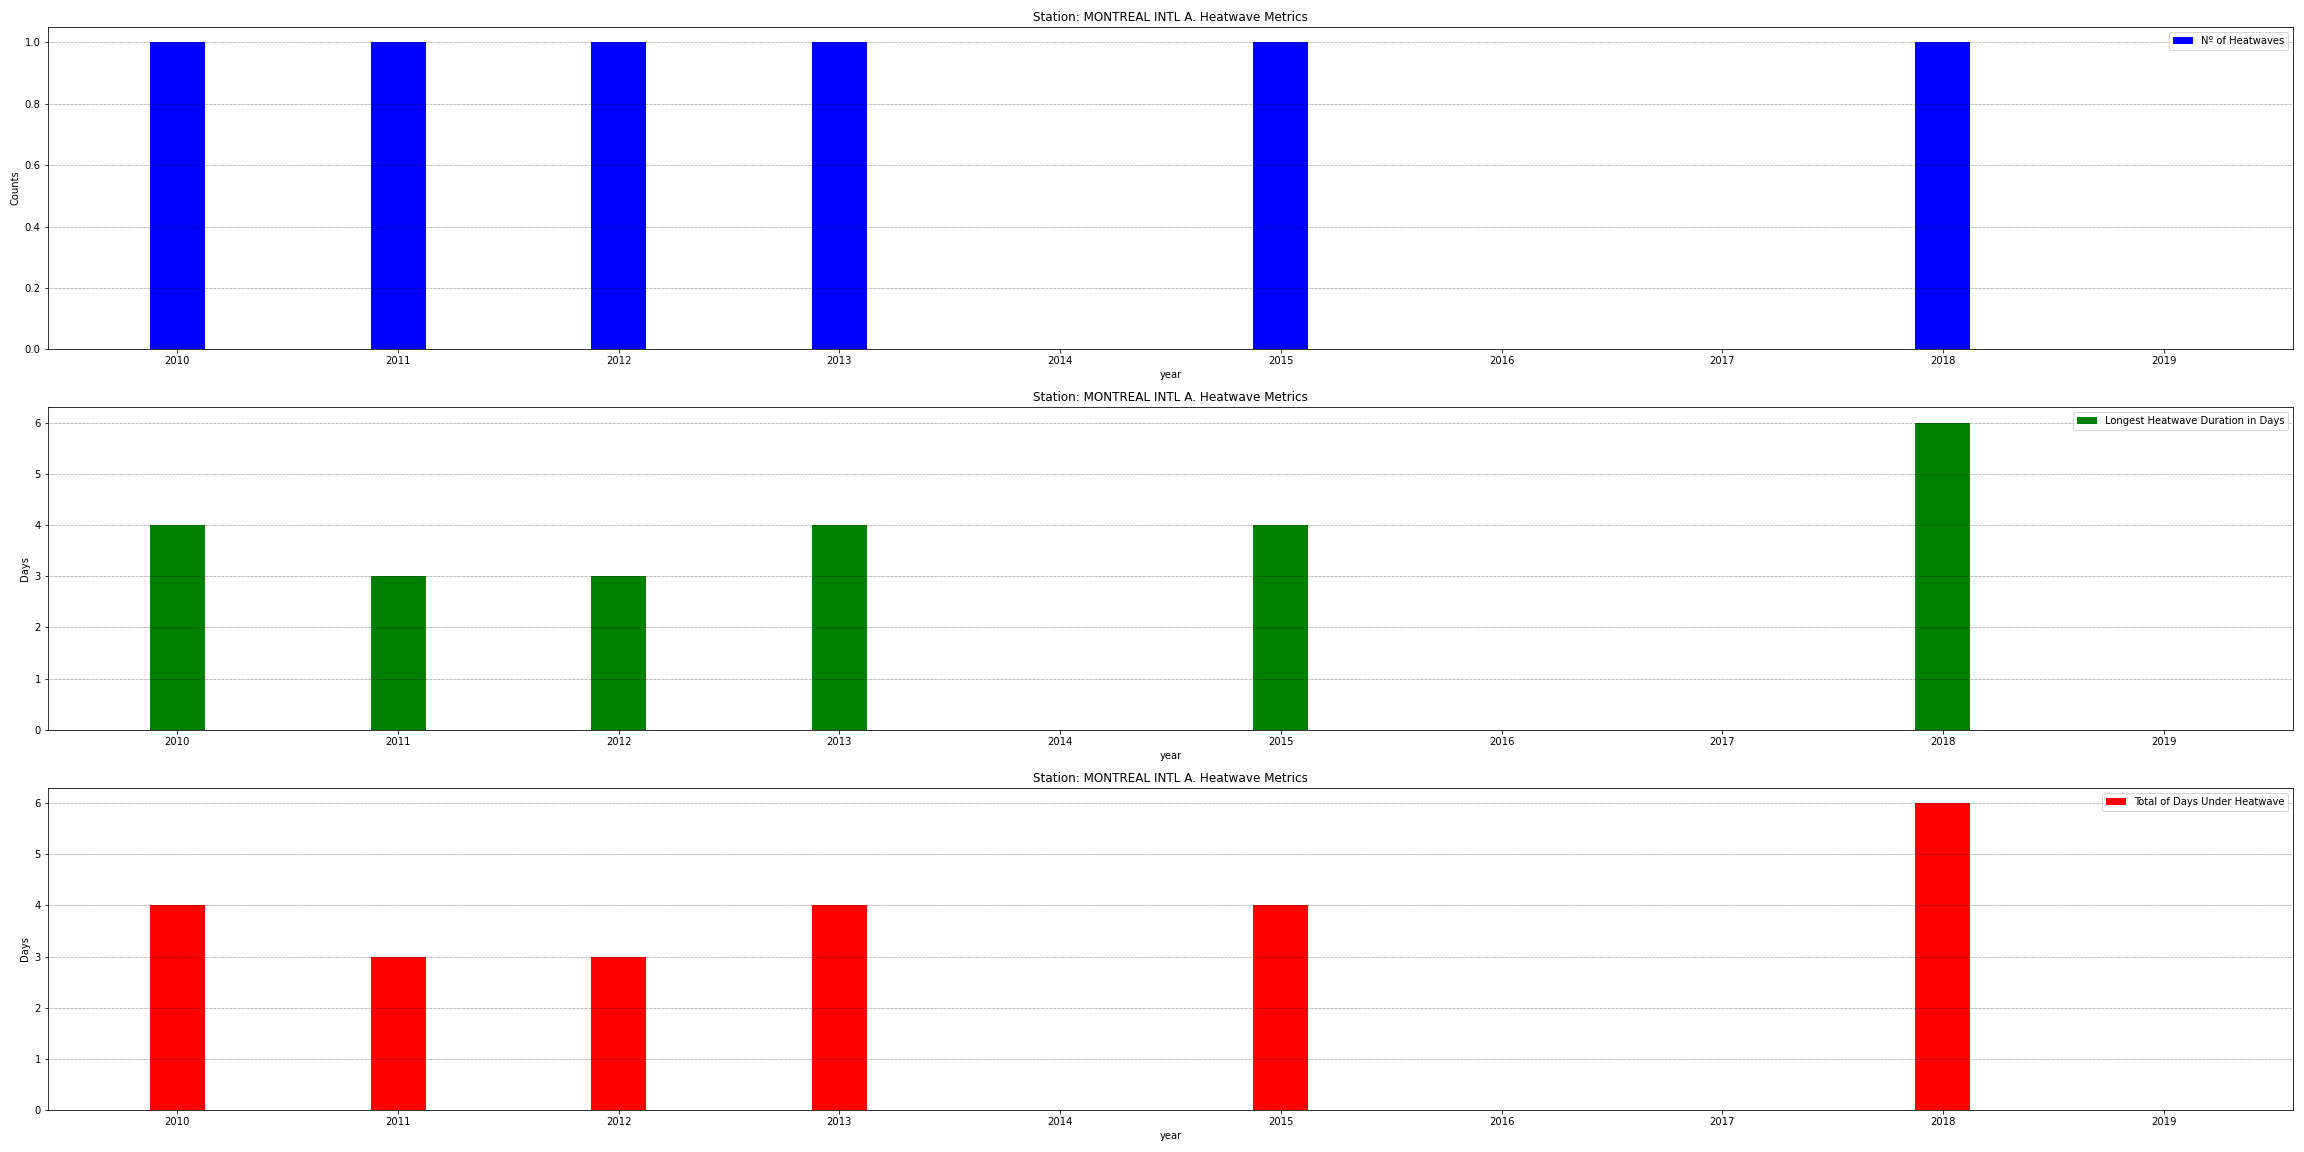 Station: MONTREAL INTL A. Heatwave Metrics
Nº of Heatwaves
1.0
0.8
0.6
0.4
0.2
0.0
Counts
2010 2011 2012 2013 2014 2015 2016 2017 2018 2019
year
Station: MONTREAL INTL A. Heatwave Metrics
Longest Heatwave Duration in Days
6
5
4
3
2
1
0
Days
2010 2011 2012 2013 2014 2015 2016 2017 2018 2019
year
Station: MONTREAL INTL A. Heatwave Metrics
Total of Days Under Heatwave
6
5
4
3
2
1
0
Days
2010 2011 2012 2013 2014 2015 2016 2017 2018 2019
year